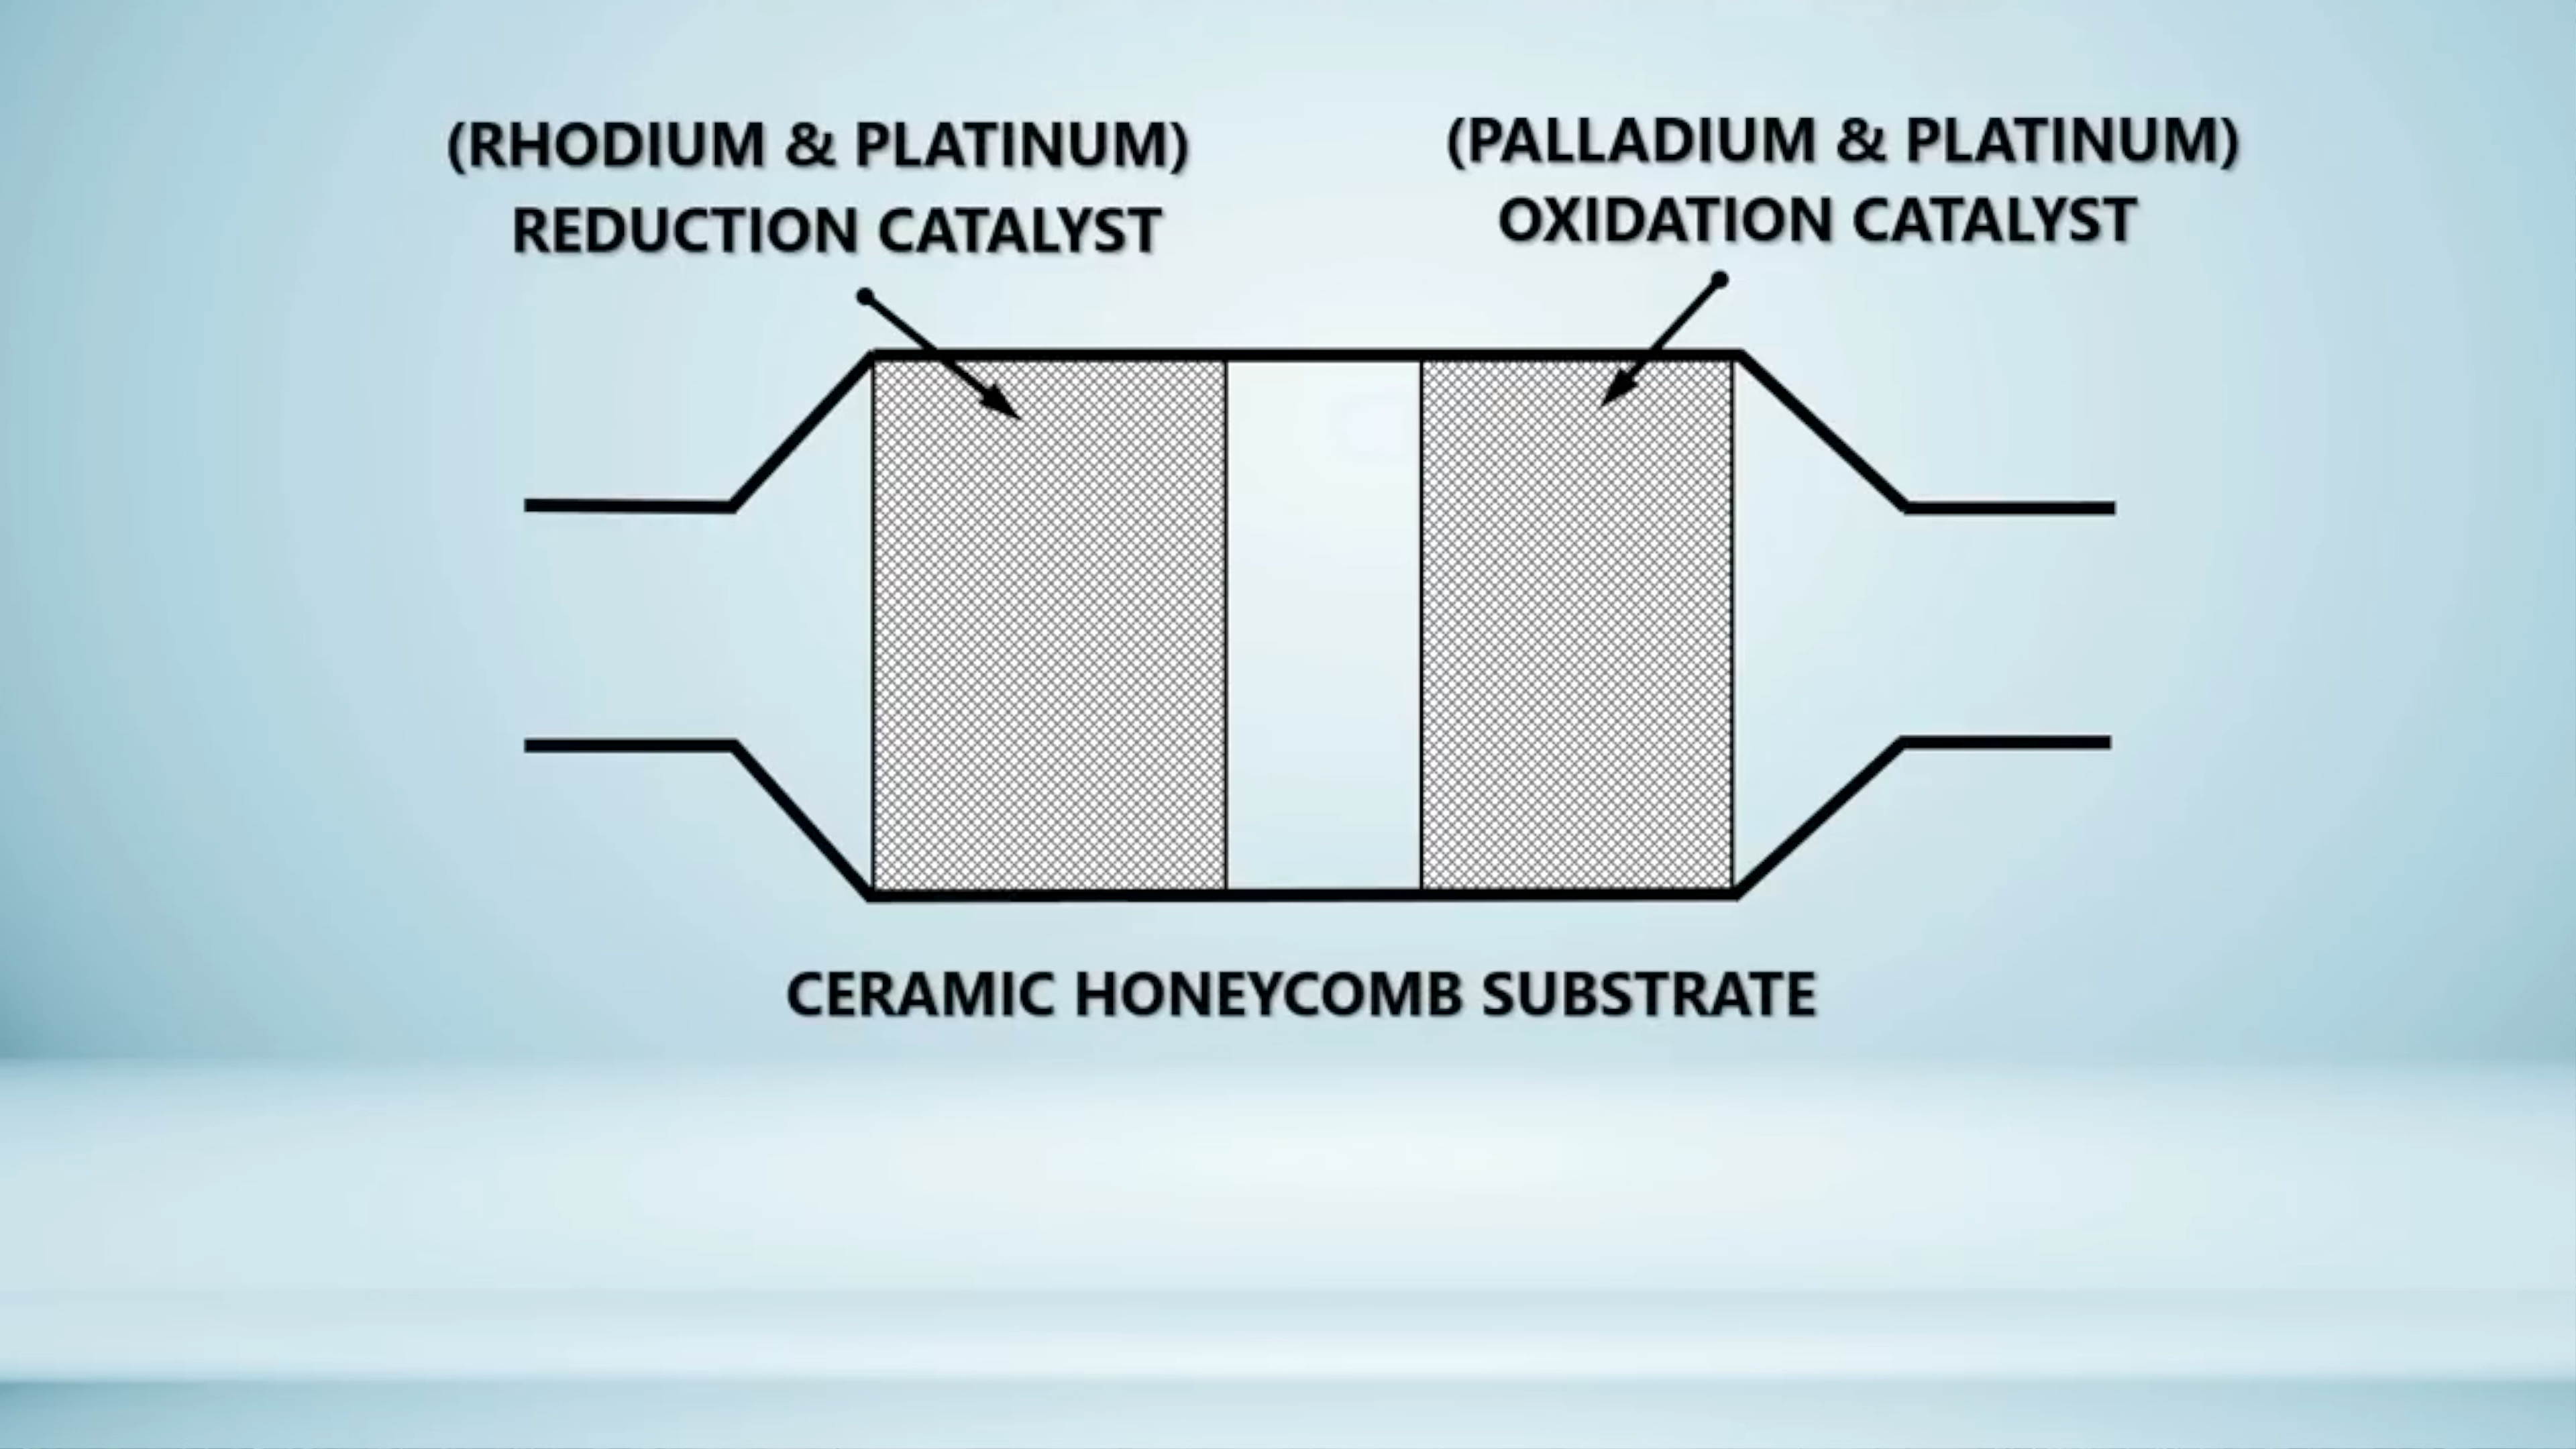 (RHODIUM & PLATINUM)
REDUCTION CATALYST
(PALLADIUM & PLATINUM)
OXIDATION CATALYST
CERAMIC HONEYCOMB SUBSTRATE